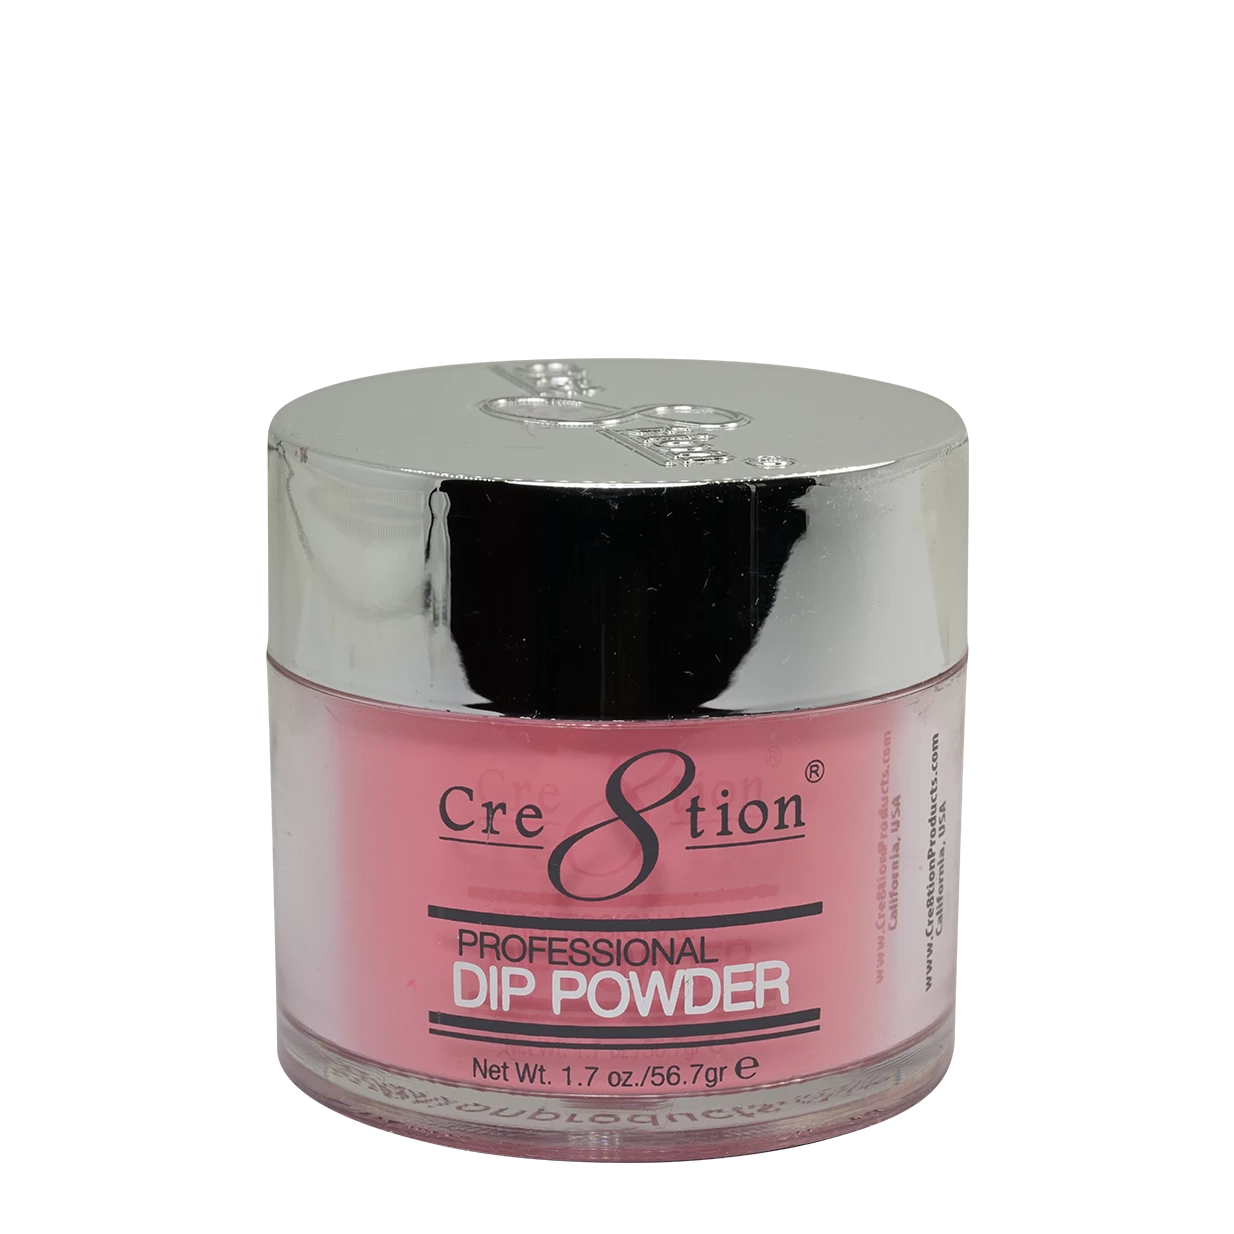 Cre8tion®
PROFESSIONAL
DIP POWDER
Net Wt. 1.7 oz./56.7gr ℮
www.Cre8tionProducts.com
California, USA